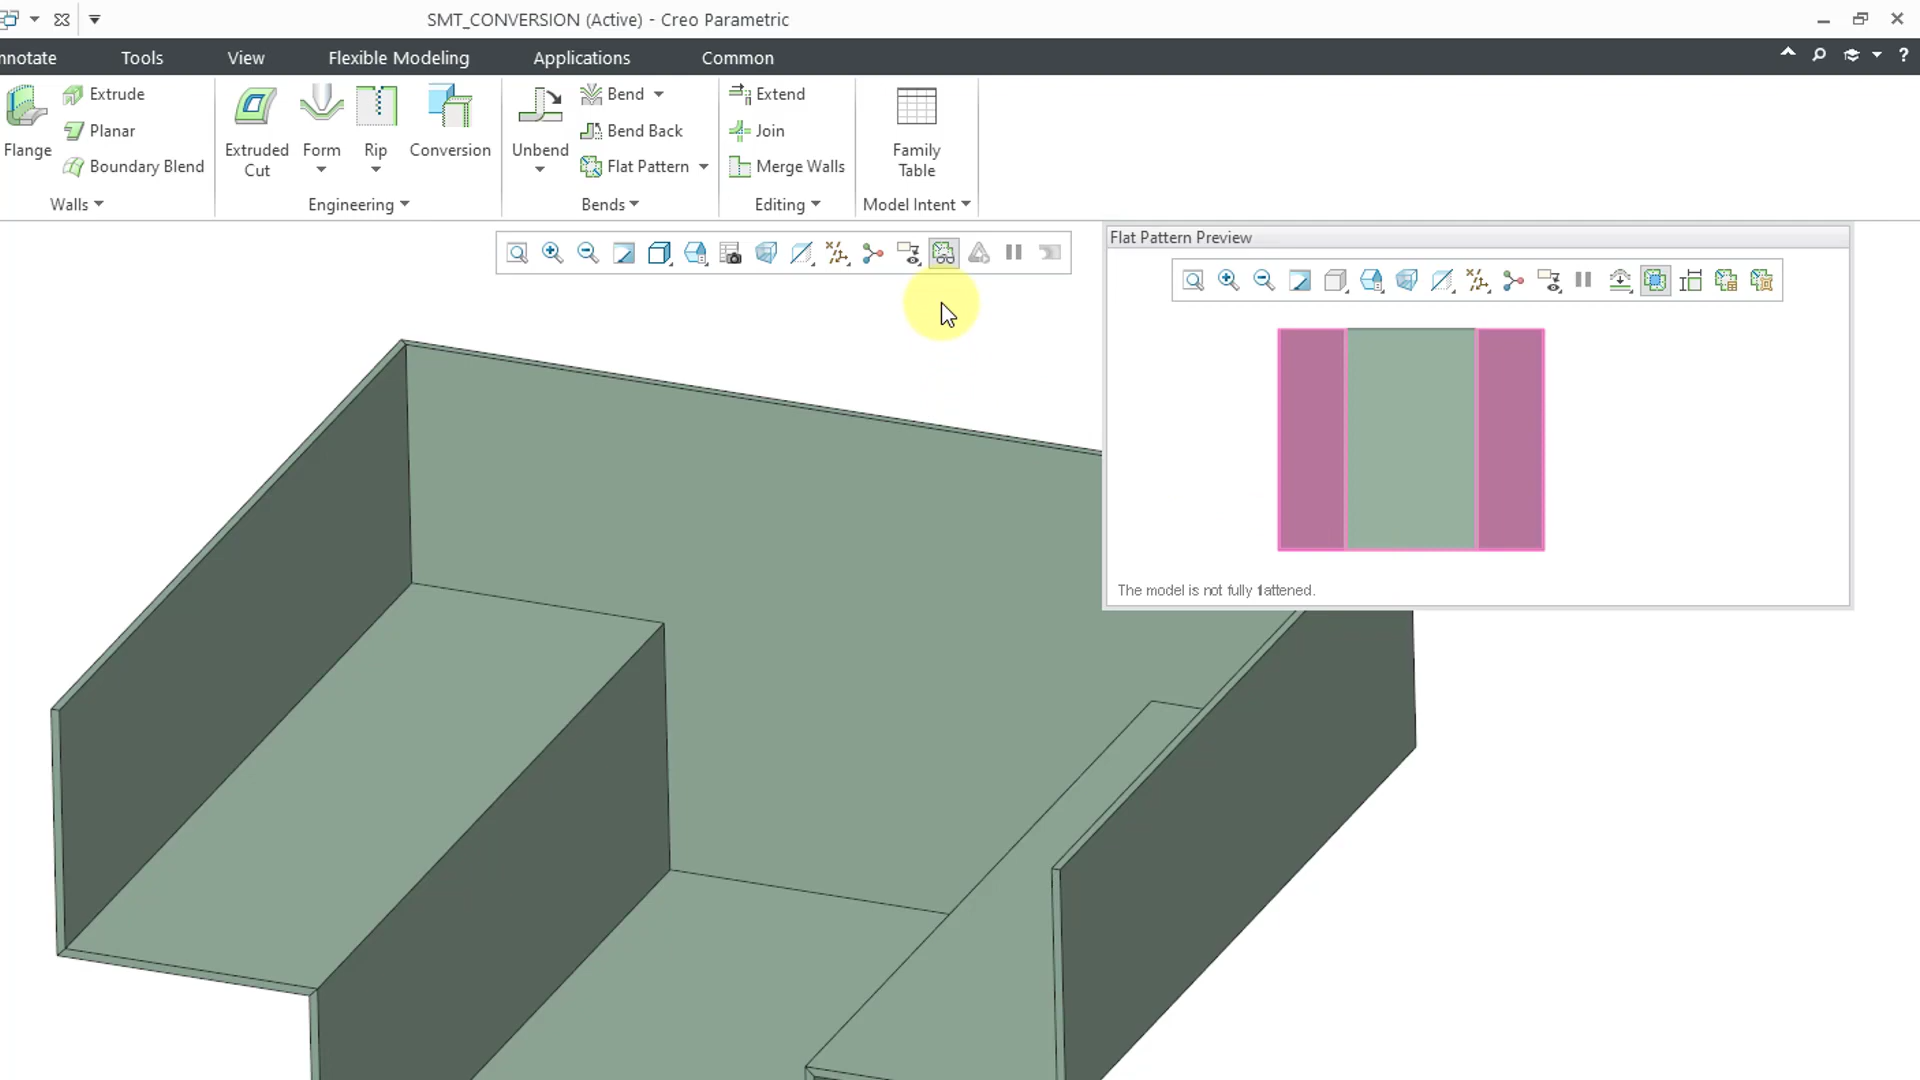 SMT_CONVERSION (Active) - Creo Parametric
nnotate Tools View Flexible Modeling Applications Common
Extrude
Planar
Boundary Blend
Flange
Walls
Extruded Cut
Form
Rip
Conversion
Engineering
Unbend
Bend
Bend Back
Flat Pattern
Bends
Extend
Join
Merge Walls
Editing
Family Table
Model Intent
Flat Pattern Preview
The model is not fully flattened.